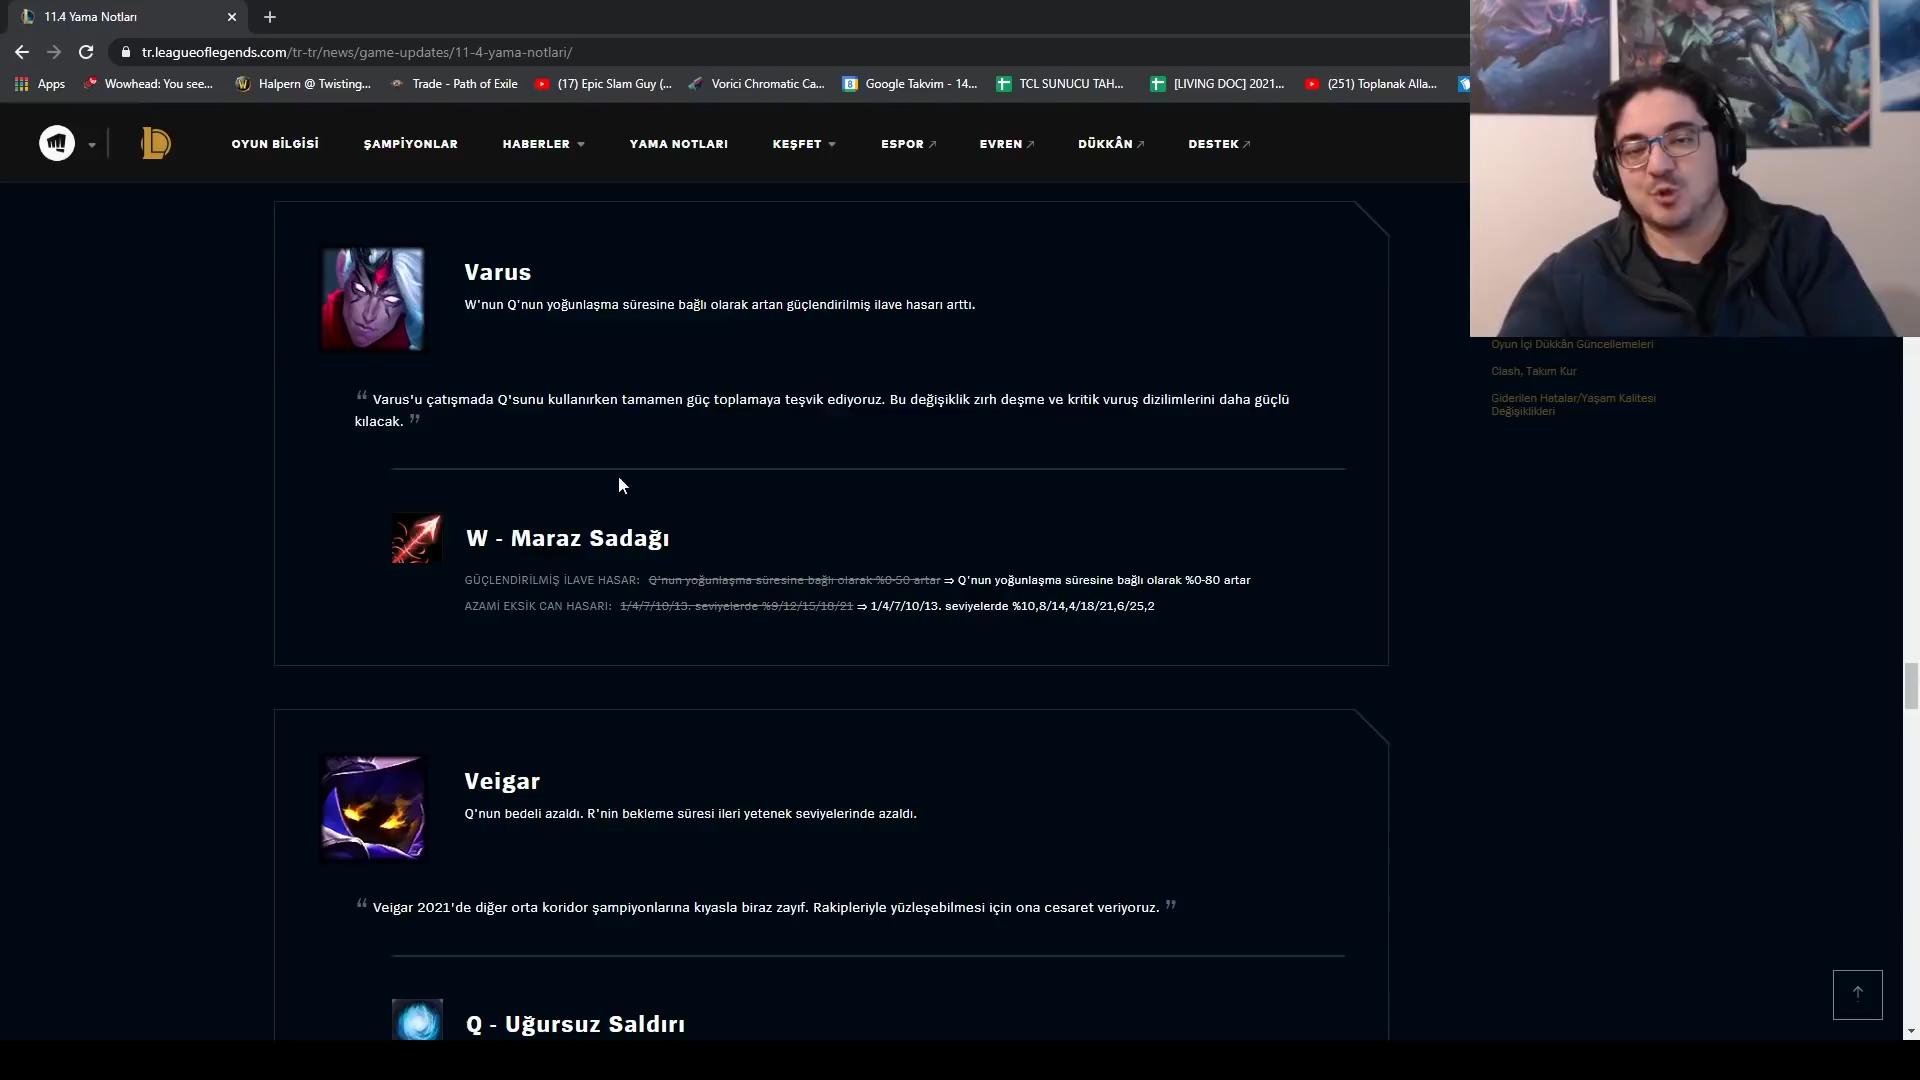 11.4 Yama Notları
tr.leagueoflegends.com/tr-tr/news/game-updates/11-4-yama-notlari/
Apps Wowhead: You see... Halpern @ Twisting... Trade - Path of Exile (17) Epic Slam Guy (... Vorici Chromatic Ca... Google Takvim - 14... TCL SUNUCU TAH... [LIVING DOC] 2021... (251) Toplanak Alla...
OYUN BİLGİSİ ŞAMPİYONLAR HABERLER YAMA NOTLARI KEŞFET ESPOR EVREN DÜKKÂN DESTEK
Varus
W'nun Q'nun yoğunlaşma süresine bağlı olarak artan güçlendirilmiş ilave hasarı arttı.
“ Varus'u çatışmada Q'sunu kullanırken tamamen güç toplamaya teşvik ediyoruz. Bu değişiklik zırh deşme ve kritik vuruş dizilimlerini daha güçlü
kılacak. ”
W - Maraz Sadağı
GÜÇLENDİRİLMİŞ İLAVE HASAR: Q'nun yoğunlaşma süresine bağlı olarak %0-50 artar ⇒ Q'nun yoğunlaşma süresine bağlı olarak %0-80 artar
AZAMİ EKSİK CAN HASARI: 1/4/7/10/13. seviyelerde %9/12/15/18/21 ⇒ 1/4/7/10/13. seviyelerde %10,8/14,4/18/21,6/25,2
Veigar
Q'nun bedeli azaldı. R'nin bekleme süresi ileri yetenek seviyelerinde azaldı.
“ Veigar 2021'de diğer orta koridor şampiyonlarına kıyasla biraz zayıf. Rakipleriyle yüzleşebilmesi için ona cesaret veriyoruz. ”
Q - Uğursuz Saldırı
Oyun İçi Dükkân Güncellemeleri
Clash, Takım Kur
Giderilen Hatalar/Yaşam Kalitesi
Değişiklikleri